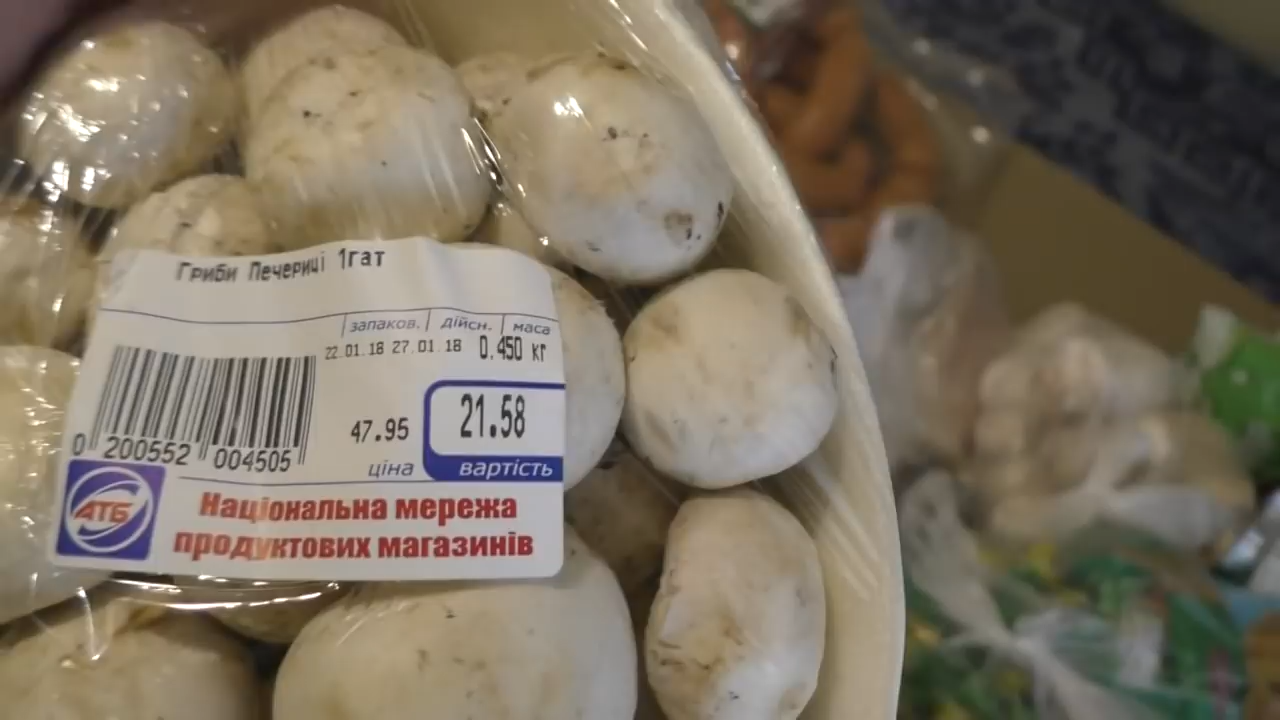 Гриби Печериці 1гат
запаков. дійсн. маса
22.01.18 27.01.18 0.450 кг
47.95 21.58
ціна вартість
0 200552 004505
АТБ
Національна мережа
продуктових магазинів